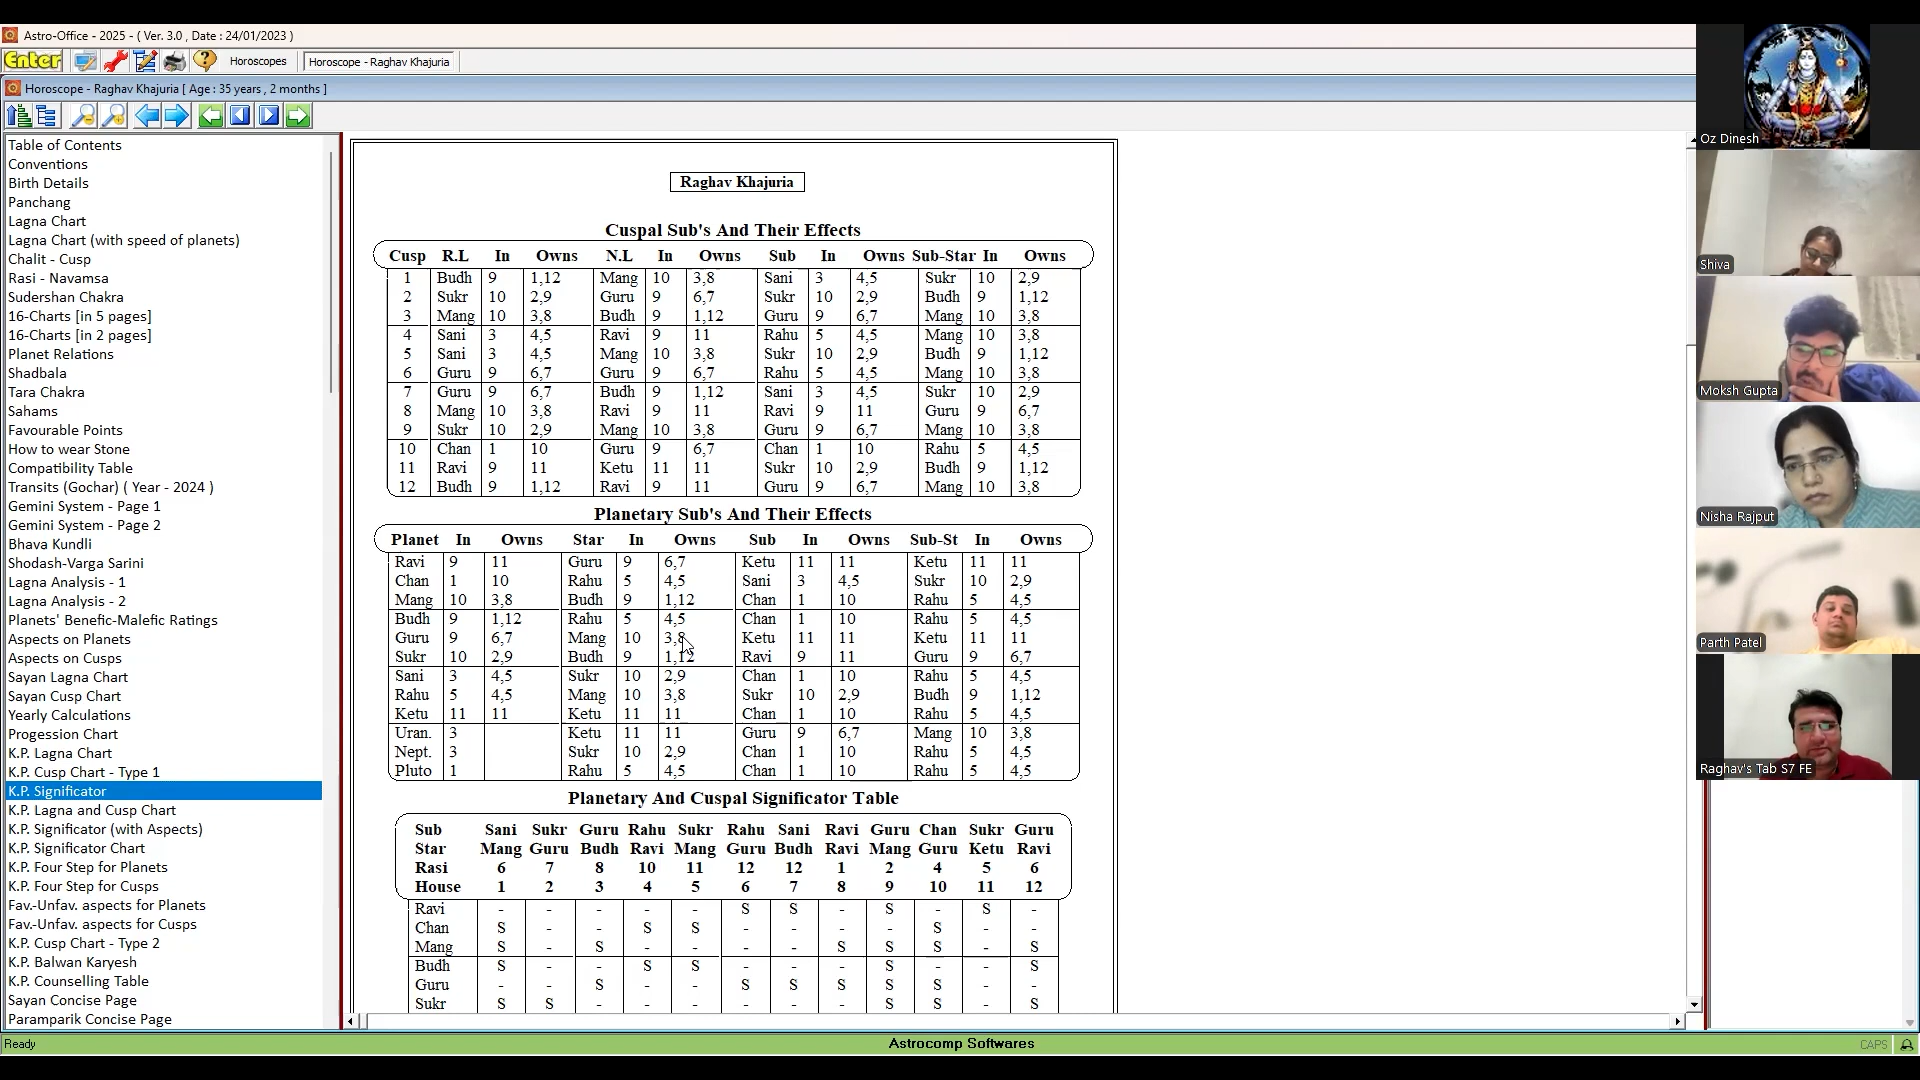 Astro-Office - 2025 - ( Ver. 3.0 , Date : 24/01/2023 )
Enter Horoscopes Horoscope - Raghav Khajuria
Horoscope - Raghav Khajuria [ Age : 35 years , 2 months ]
Table of Contents
Conventions
Birth Details
Panchang
Lagna Chart
Lagna Chart (with speed of planets)
Chalit - Cusp
Rasi - Navamsa
Sudershan Chakra
16-Charts [in 5 pages]
16-Charts [in 2 pages]
Planet Relations
Shadbala
Tara Chakra
Sahams
Favourable Points
How to wear Stone
Compatibility Table
Transits (Gochar) ( Year - 2024 )
Gemini System - Page 1
Gemini System - Page 2
Bhava Kundli
Shodash-Varga Sarini
Lagna Analysis - 1
Lagna Analysis - 2
Planets' Benefic-Malefic Ratings
Aspects on Planets
Aspects on Cusps
Sayan Lagna Chart
Sayan Cusp Chart
Yearly Calculations
Progession Chart
K.P. Lagna Chart
K.P. Cusp Chart - Type 1
K.P. Significator
K.P. Lagna and Cusp Chart
K.P. Significator (with Aspects)
K.P. Significator Chart
K.P. Four Step for Planets
K.P. Four Step for Cusps
Fav.-Unfav. aspects for Planets
Fav.-Unfav. aspects for Cusps
K.P. Cusp Chart - Type 2
K.P. Balwan Karyesh
K.P. Counselling Table
Sayan Concise Page
Paramparik Concise Page
Raghav Khajuria
Cuspal Sub's And Their Effects
Cusp R.L In Owns N.L In Owns Sub In Owns Sub-Star In Owns
1 Budh 9 1,12 Mang 10 3,8 Sani 3 4,5 Sukr 10 2,9
2 Sukr 10 2,9 Guru 9 6,7 Sukr 10 2,9 Budh 9 1,12
3 Mang 10 3,8 Budh 9 1,12 Guru 9 6,7 Mang 10 3,8
4 Sani 3 4,5 Ravi 9 11 Rahu 5 4,5 Mang 10 3,8
5 Sani 3 4,5 Mang 10 3,8 Sukr 10 2,9 Budh 9 1,12
6 Guru 9 6,7 Guru 9 6,7 Rahu 5 4,5 Mang 10 3,8
7 Guru 9 6,7 Budh 9 1,12 Sani 3 4,5 Sukr 10 2,9
8 Mang 10 3,8 Ravi 9 11 Ravi 9 11 Guru 9 6,7
9 Sukr 10 2,9 Mang 10 3,8 Guru 9 6,7 Mang 10 3,8
10 Chan 1 10 Guru 9 6,7 Chan 1 10 Rahu 5 4,5
11 Ravi 9 11 Ketu 11 11 Sukr 10 2,9 Budh 9 1,12
12 Budh 9 1,12 Ravi 9 11 Guru 9 6,7 Mang 10 3,8
Planetary Sub's And Their Effects
Planet In Owns Star In Owns Sub In Owns Sub-St In Owns
Ravi 9 11 Guru 9 6,7 Ketu 11 11 Ketu 11 11
Chan 1 10 Rahu 5 4,5 Sani 3 4,5 Sukr 10 2,9
Mang 10 3,8 Budh 9 1,12 Chan 1 10 Rahu 5 4,5
Budh 9 1,12 Rahu 5 4,5 Chan 1 10 Rahu 5 4,5
Guru 9 6,7 Mang 10 3,8 Ketu 11 11 Ketu 11 11
Sukr 10 2,9 Budh 9 1,12 Ravi 9 11 Guru 9 6,7
Sani 3 4,5 Sukr 10 2,9 Chan 1 10 Rahu 5 4,5
Rahu 5 4,5 Mang 10 3,8 Sukr 10 2,9 Budh 9 1,12
Ketu 11 11 Ketu 11 11 Chan 1 10 Rahu 5 4,5
Uran. 3 Ketu 11 11 Guru 9 6,7 Mang 10 3,8
Nept. 3 Sukr 10 2,9 Chan 1 10 Rahu 5 4,5
Pluto 1 Rahu 5 4,5 Chan 1 10 Rahu 5 4,5
Planetary And Cuspal Significator Table
Sub Sani Sukr Guru Rahu Sukr Rahu Sani Ravi Guru Chan Sukr Guru
Star Mang Guru Budh Ravi Mang Guru Budh Ravi Mang Guru Ketu Ravi
Rasi 6 7 8 10 11 12 12 1 2 4 5 6
House 1 2 3 4 5 6 7 8 9 10 11 12
Ravi - - - - - S S - S - S -
Chan S - - S S - - - - S - -
Mang S - S - - - - S S S - S
Budh S - - S S - - - S - - S
Guru - - S - - S S S S S - -
Sukr S S - - - - - - S S - S
Ready
Astrocomp Softwares
CAPS
Oz Dinesh
Shiva
Moksh Gupta
Nisha Rajput
Parth Patel
Raghav's Tab S7 FE